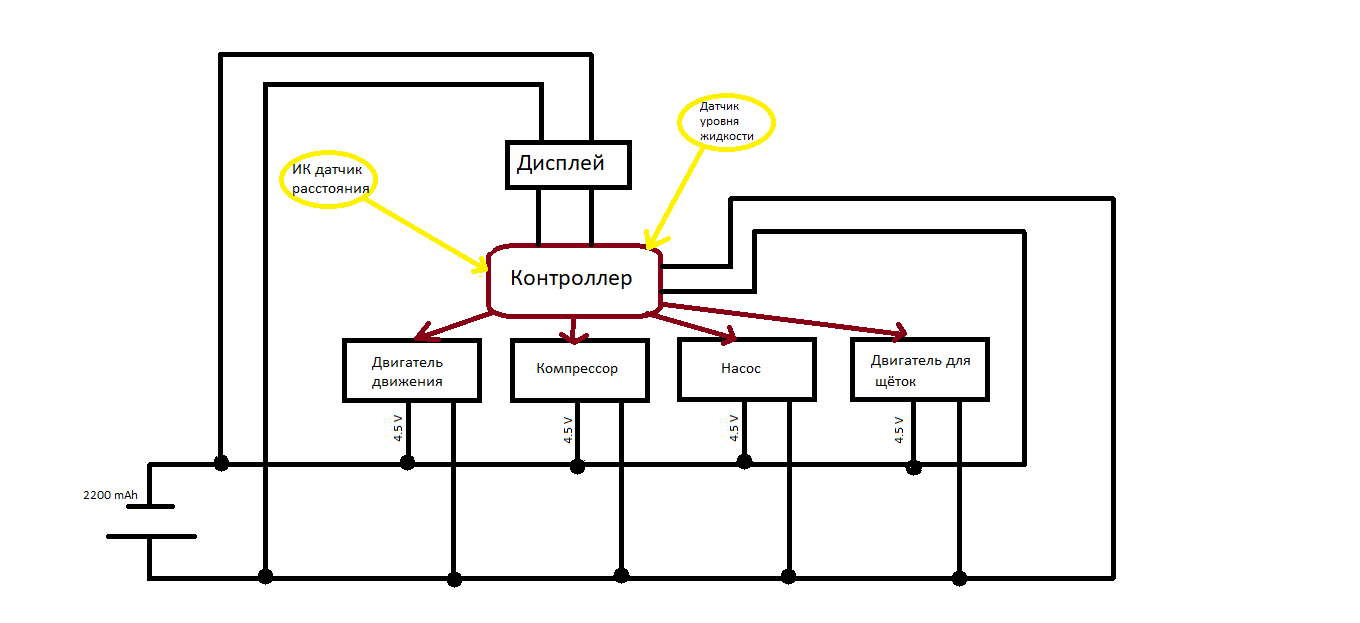 Датчик
уровня
жидкости
Дисплей
ИК датчик
расстояния
Контроллер
Двигатель
движения
Компрессор
Насос
Двигатель для
щёток
4.5 V
4.5 V
4.5 V
4.5 V
2200 mAh